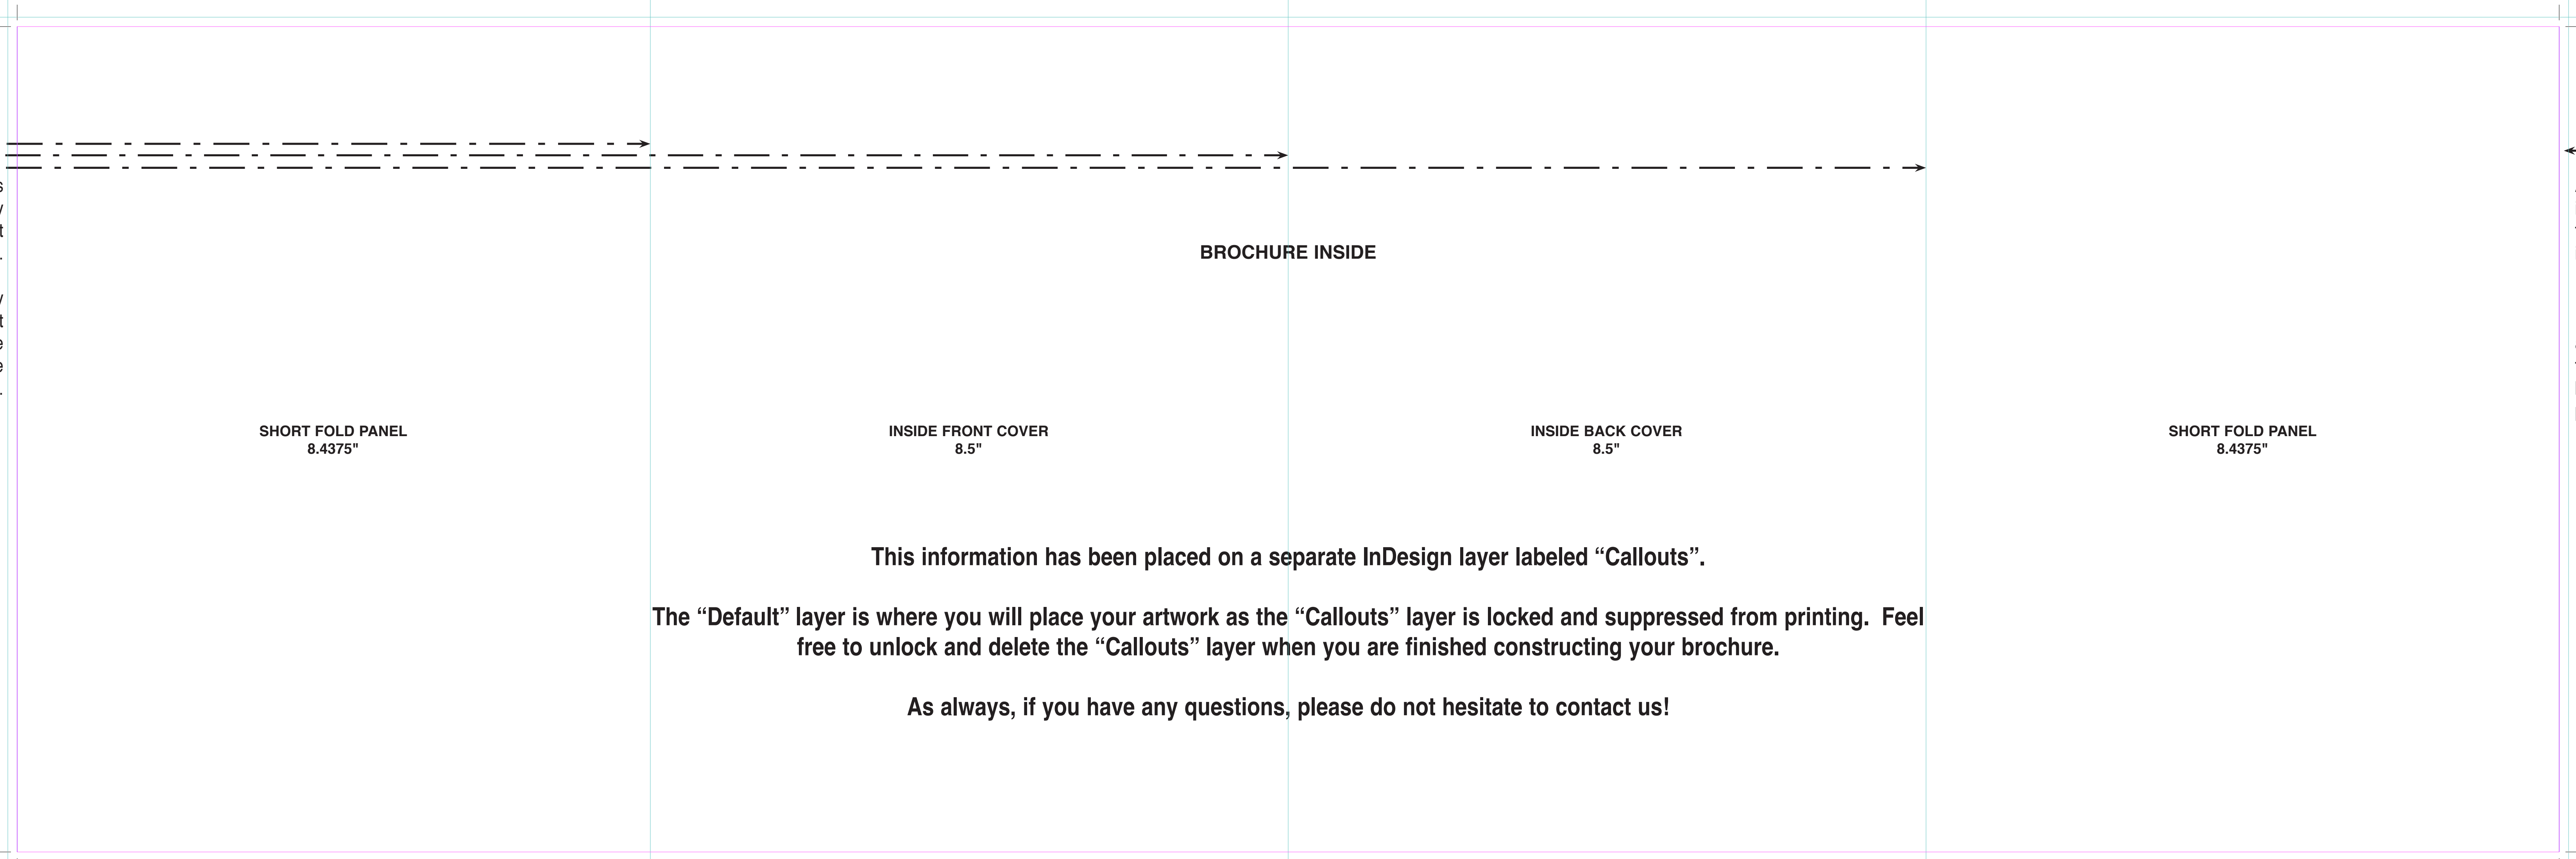 BROCHURE INSIDE
SHORT FOLD PANEL
8.4375"
INSIDE FRONT COVER
8.5"
INSIDE BACK COVER
8.5"
SHORT FOLD PANEL
8.4375"
This information has been placed on a separate InDesign layer labeled “Callouts”.
The “Default” layer is where you will place your artwork as the “Callouts” layer is locked and suppressed from printing.  Feel
free to unlock and delete the “Callouts” layer when you are finished constructing your brochure.
As always, if you have any questions, please do not hesitate to contact us!